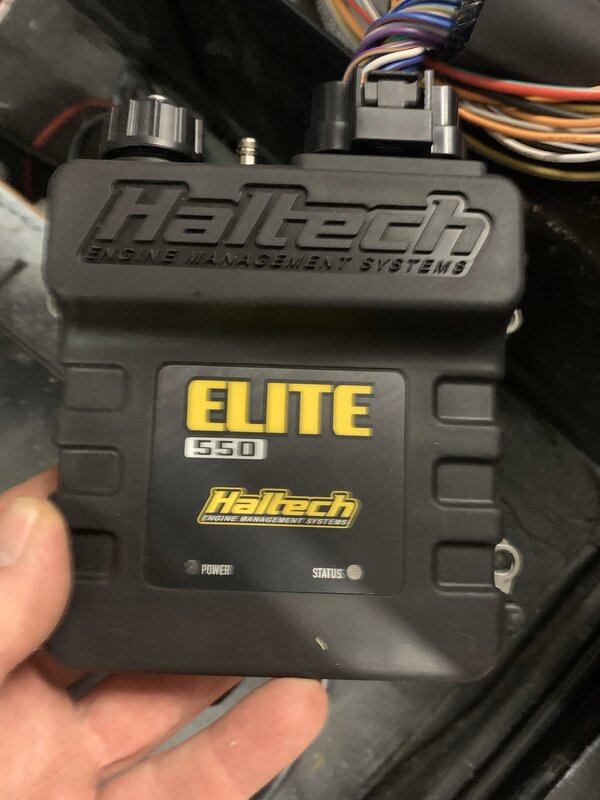 Haltech
ENGINE MANAGEMENT SYSTEMS
ELITE
550
Haltech
ENGINE MANAGEMENT SYSTEMS
POWER
STATUS